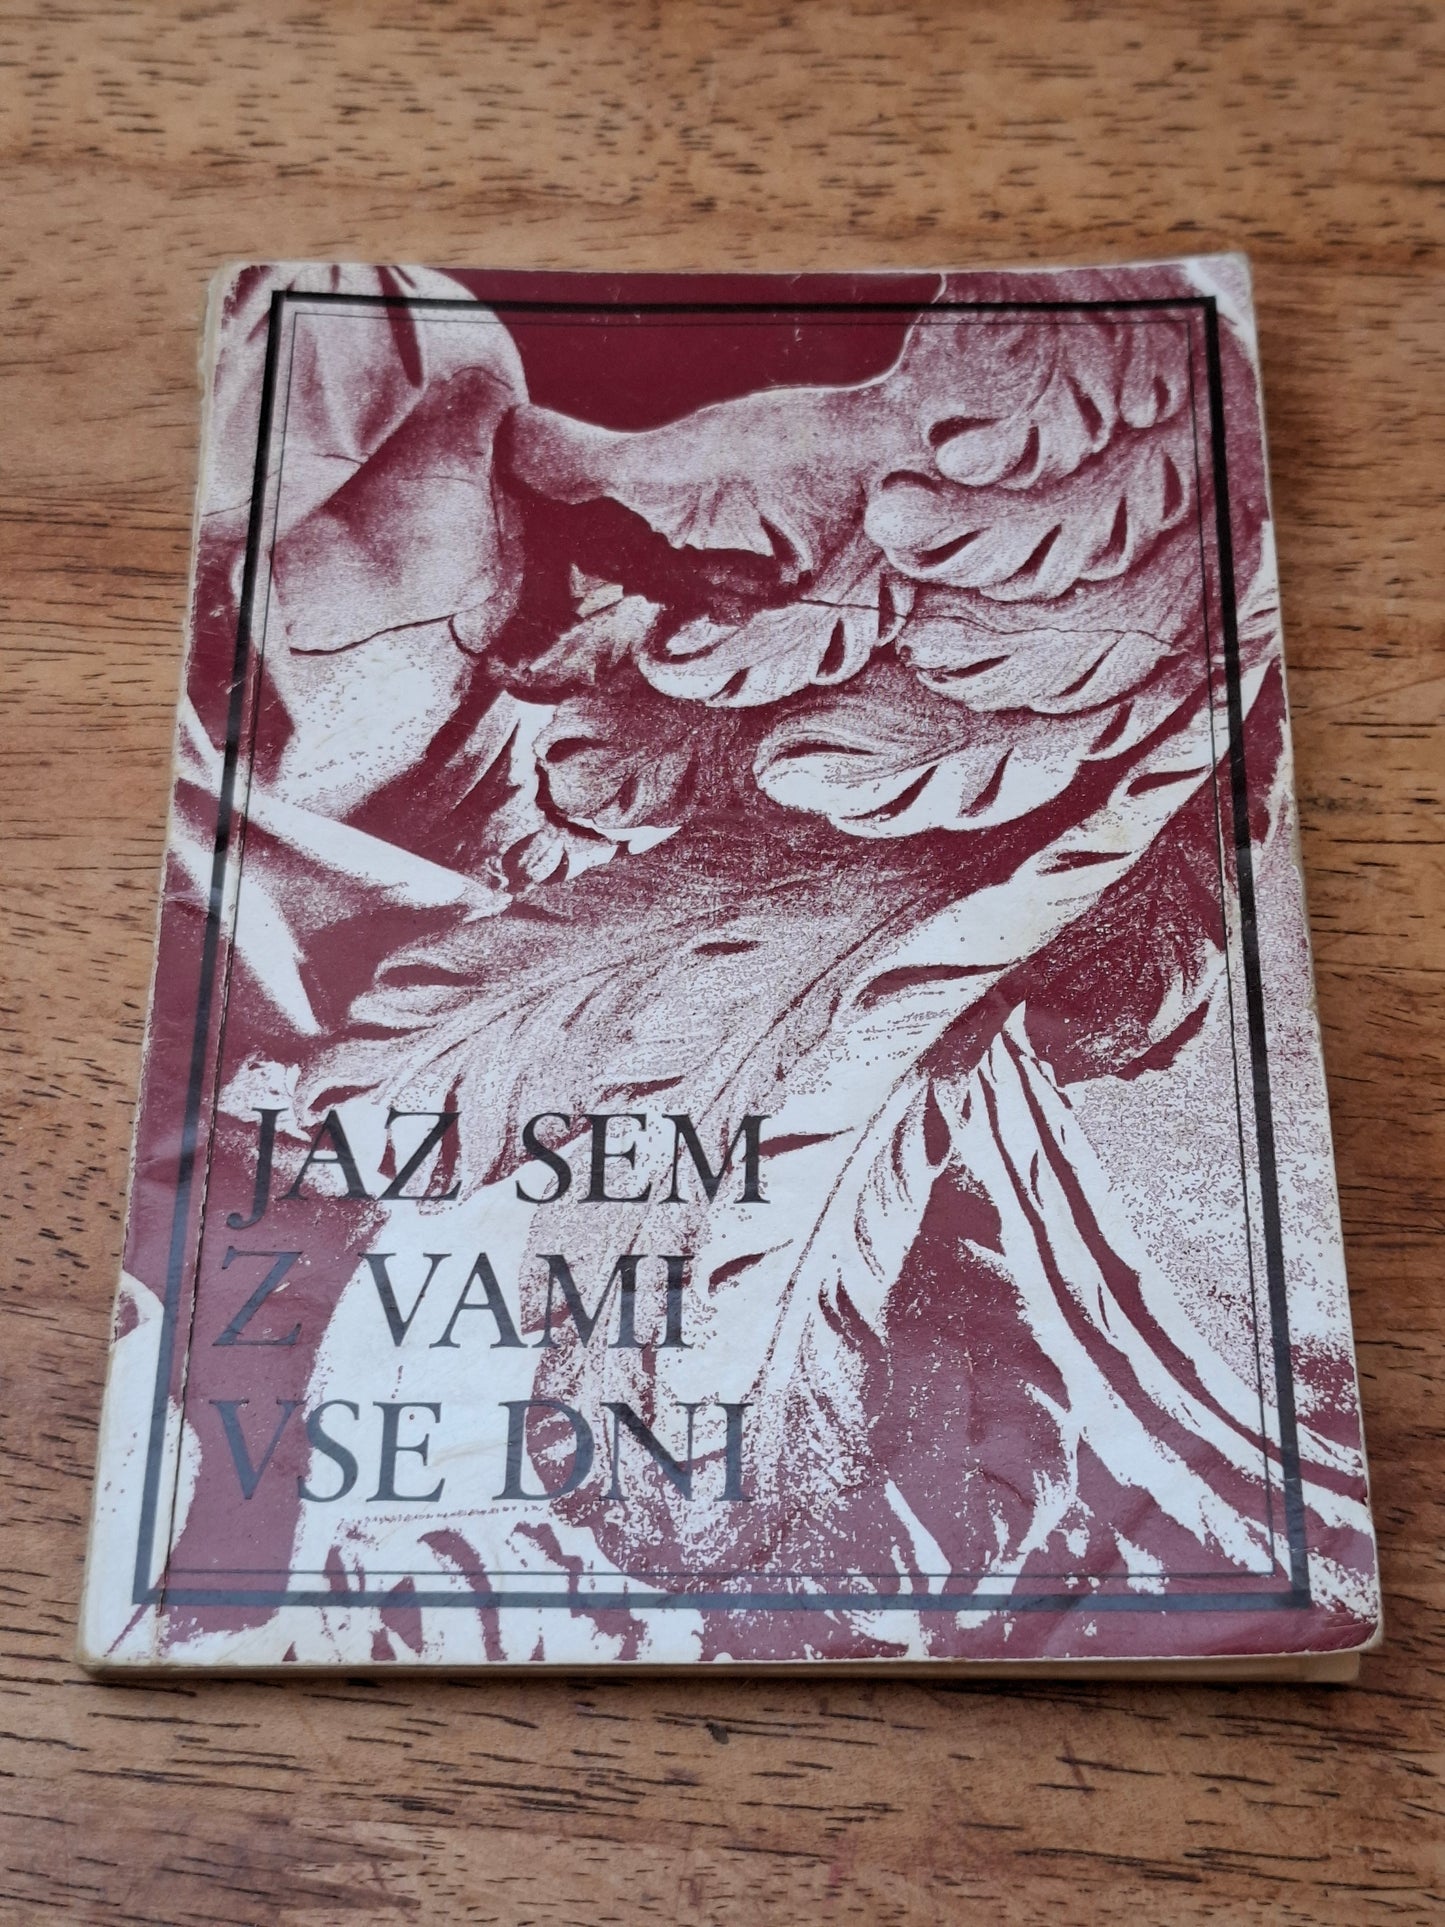 JAZ SEM
Z VAMI
VSE DNI